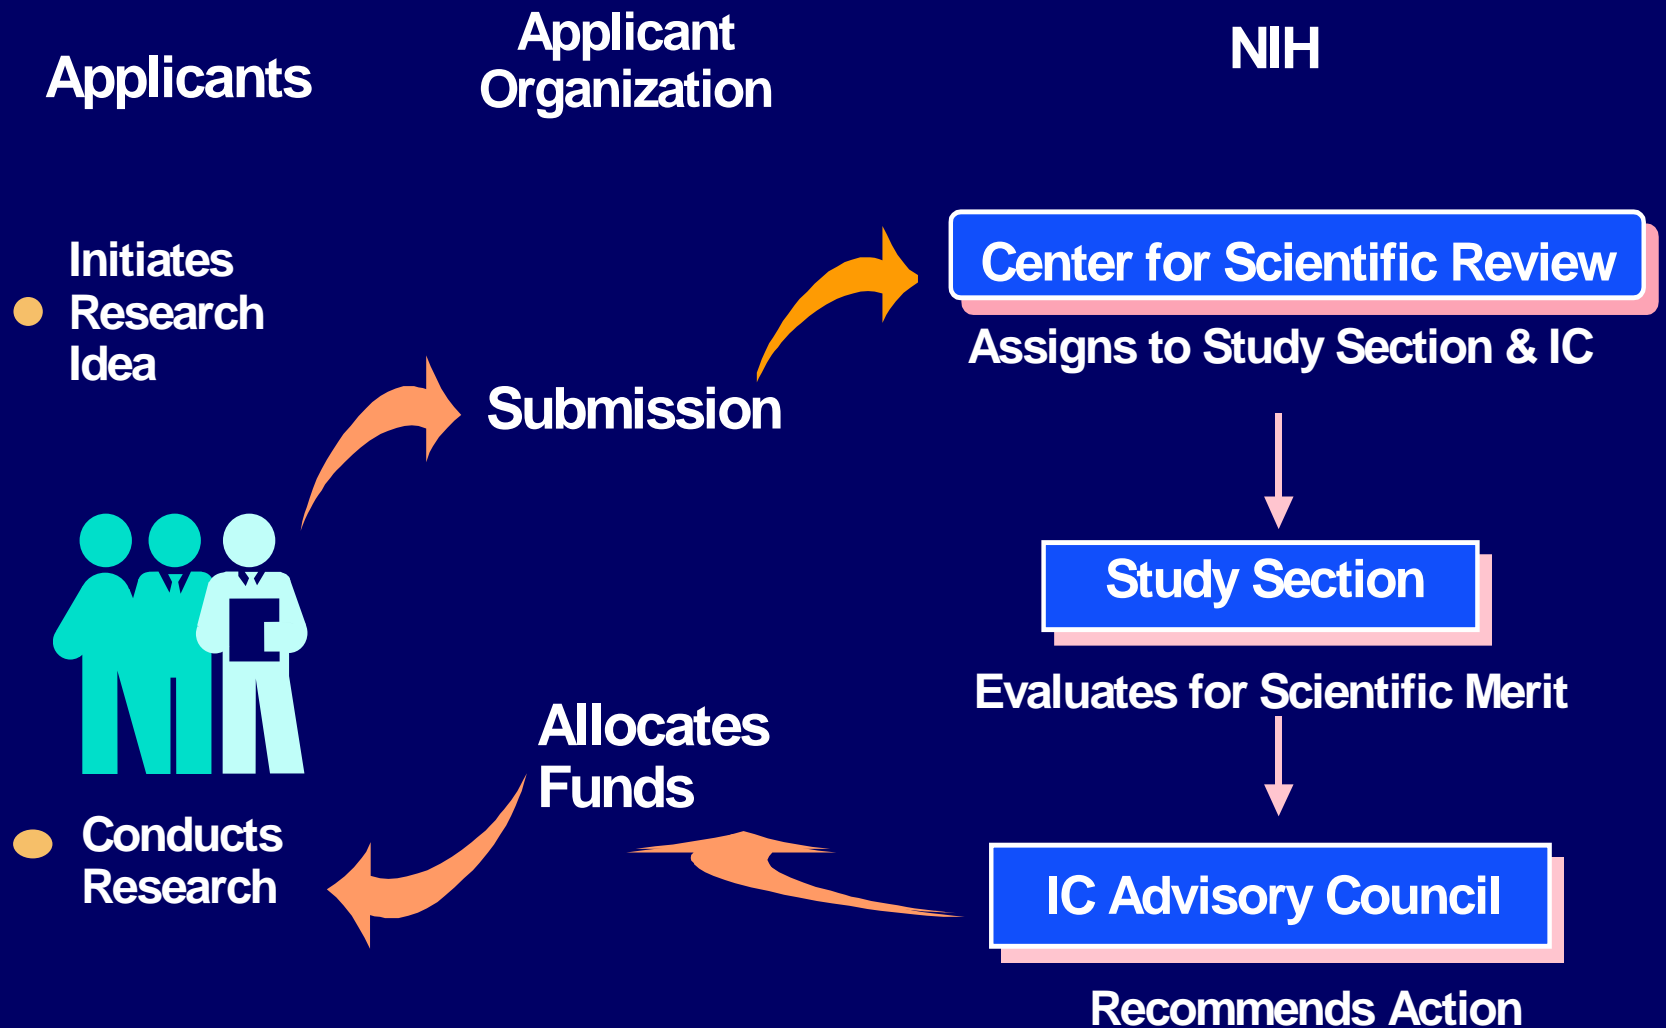 Applicants
Applicant
Organization
NIH
Initiates
Research
Idea
Submission
Center for Scientific Review
Assigns to Study Section & IC
Study Section
Evaluates for Scientific Merit
Allocates
Funds
Conducts
Research
IC Advisory Council
Recommends Action